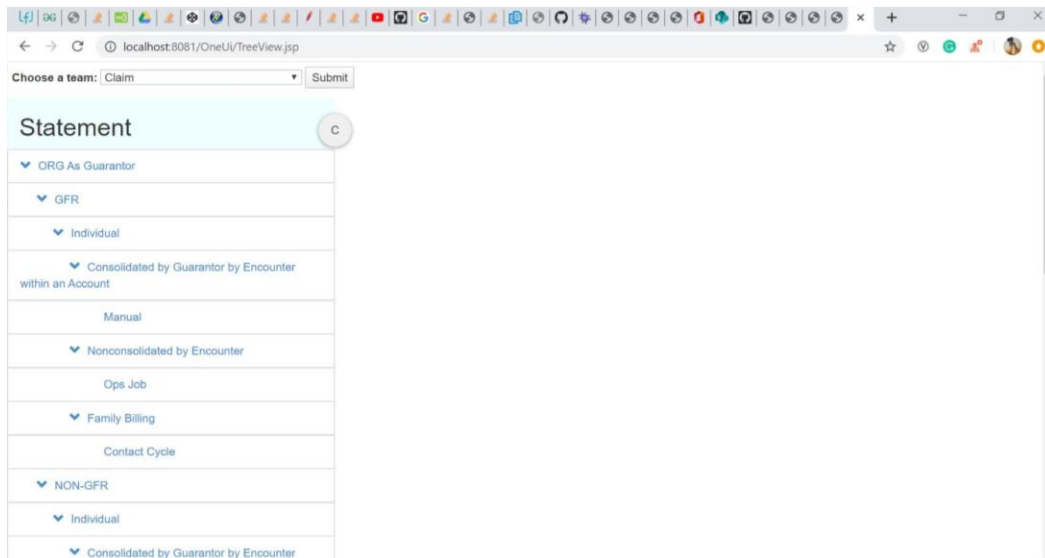 localhost:8081/OneUi/TreeView.jsp
Choose a team: Claim Submit
Statement
C
ORG As Guarantor
GFR
Individual
Consolidated by Guarantor by Encounter
within an Account
Manual
Nonconsolidated by Encounter
Ops Job
Family Billing
Contact Cycle
NON-GFR
Individual
Consolidated by Guarantor by Encounter